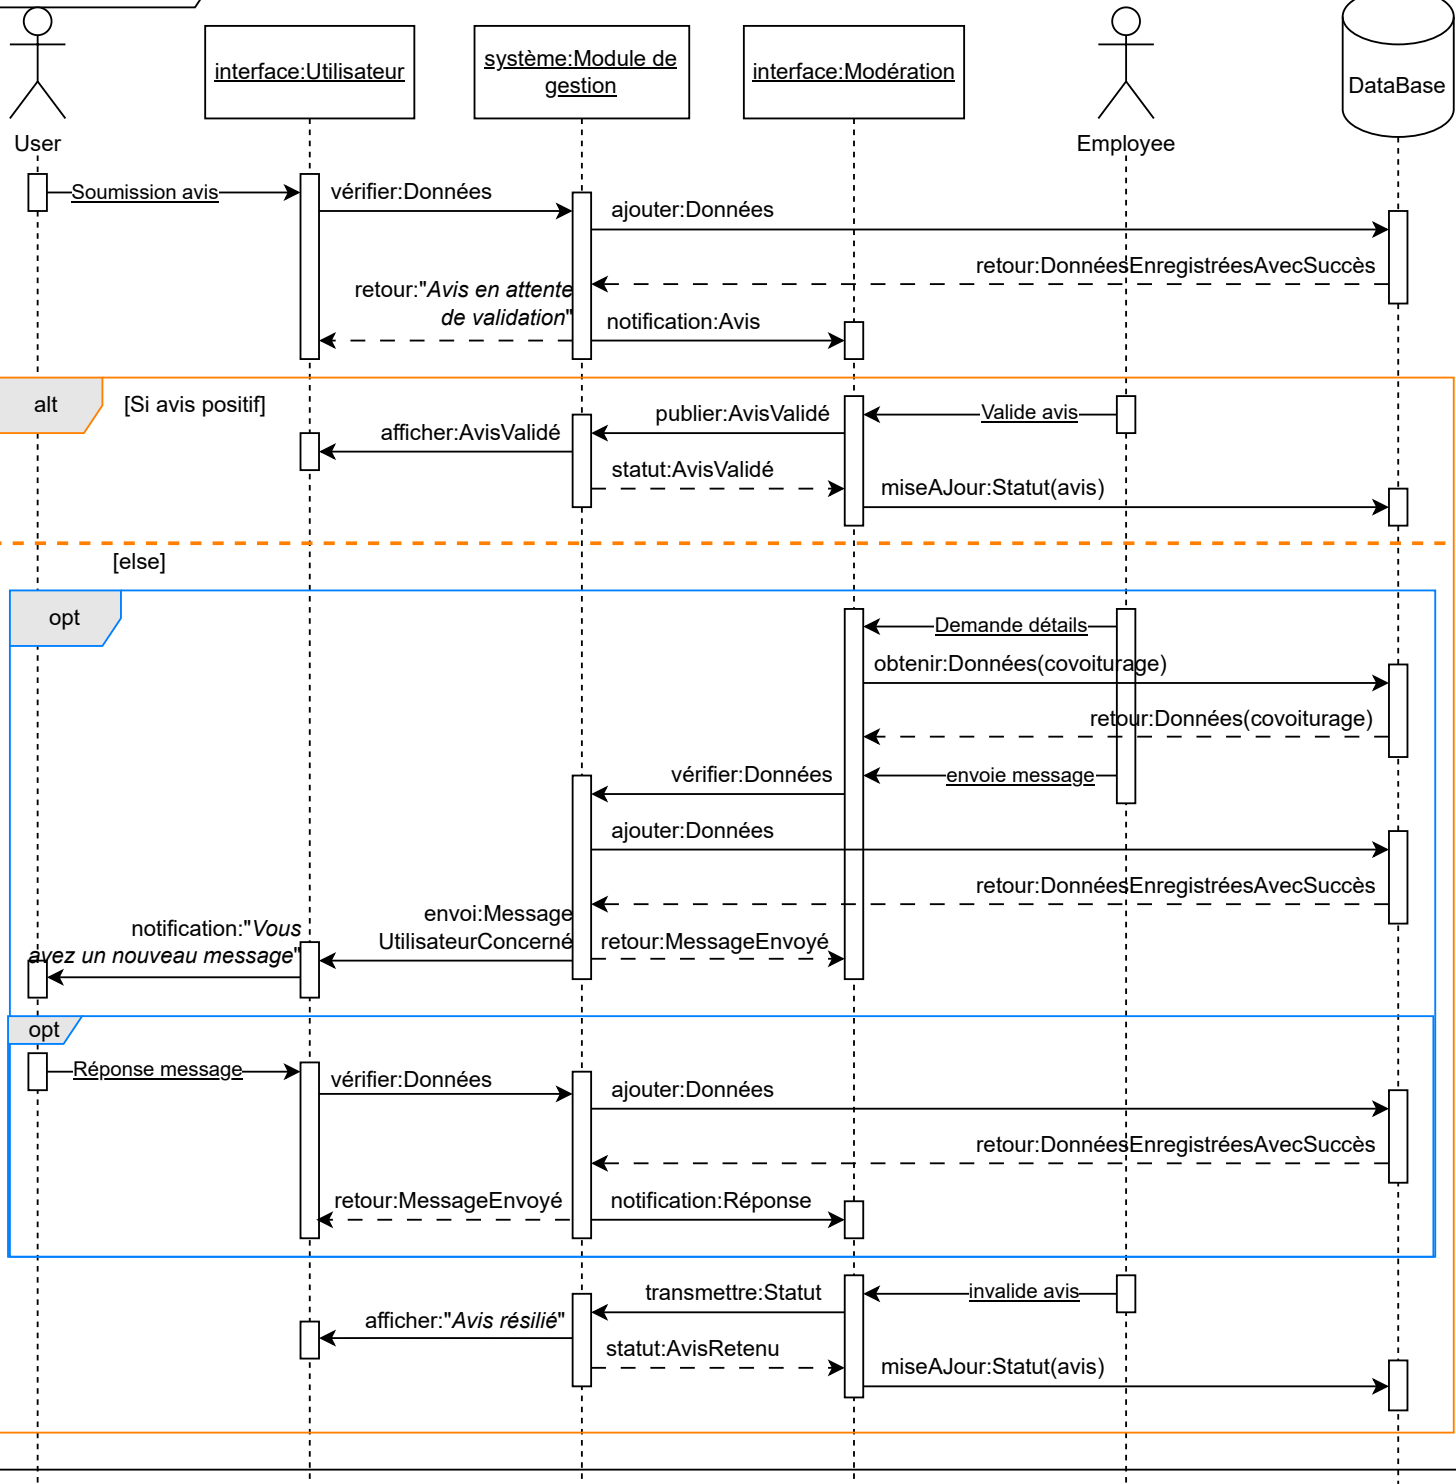 interface:Utilisateur
système:Module de
gestion
interface:Modération
DataBase
User
Employee
Soumission avis
vérifier:Données
ajouter:Données
retour:DonnéesEnregistréesAvecSuccès
retour:"Avis en attente
de validation"
notification:Avis
alt
[Si avis positif]
Valide avis
publier:AvisValidé
afficher:AvisValidé
statut:AvisValidé
miseAJour:Statut(avis)
[else]
opt
Demande détails
obtenir:Données(covoiturage)
retour:Données(covoiturage)
envoie message
vérifier:Données
ajouter:Données
retour:DonnéesEnregistréesAvecSuccès
envoi:Message
UtilisateurConcerné
retour:MessageEnvoyé
notification:"Vous
avez un nouveau message"
opt
Réponse message
vérifier:Données
ajouter:Données
retour:DonnéesEnregistréesAvecSuccès
retour:MessageEnvoyé
notification:Réponse
invalide avis
transmettre:Statut
afficher:"Avis résilié"
statut:AvisRetenu
miseAJour:Statut(avis)